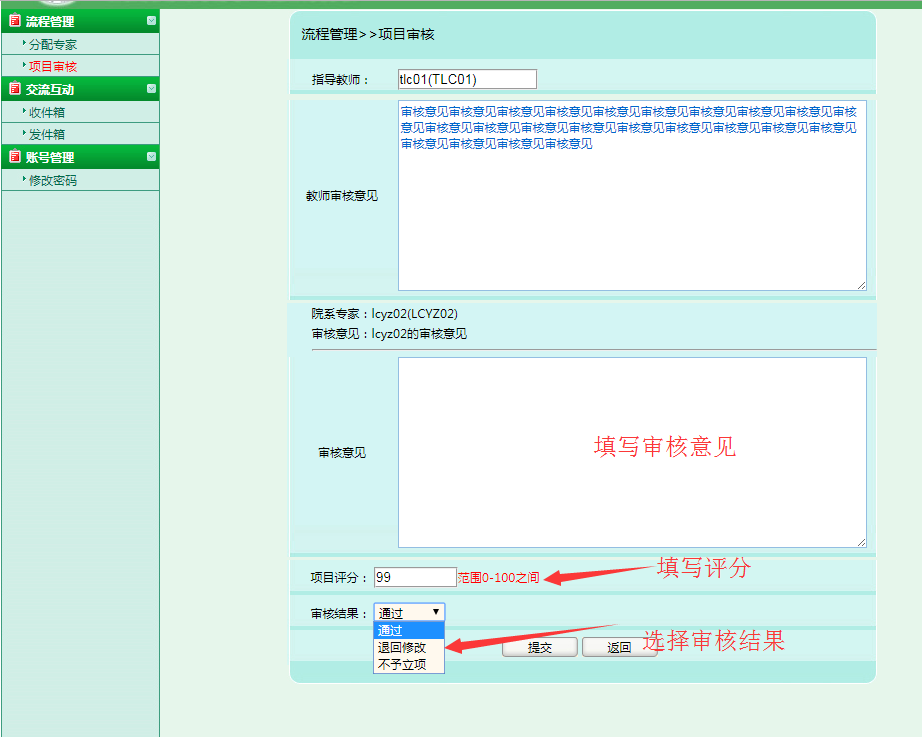 流程管理
分配专家
项目审核
交流互动
收件箱
发件箱
账号管理
修改密码
流程管理>>项目审核
指导教师：
tlc01(TLC01)
教师审核意见
审核意见审核意见审核意见审核意见审核意见审核意见审核意见审核意见审核意见审核
意见审核意见审核意见审核意见审核意见审核意见审核意见审核意见审核意见审核意见
审核意见审核意见审核意见审核意见
院系专家：lcyz02(LCYZ02)
审核意见：lcyz02的审核意见
审核意见
填写审核意见
项目评分：
99
范围0-100之间
填写评分
审核结果：
通过
通过
退回修改
不予立项
提交
返回
选择审核结果